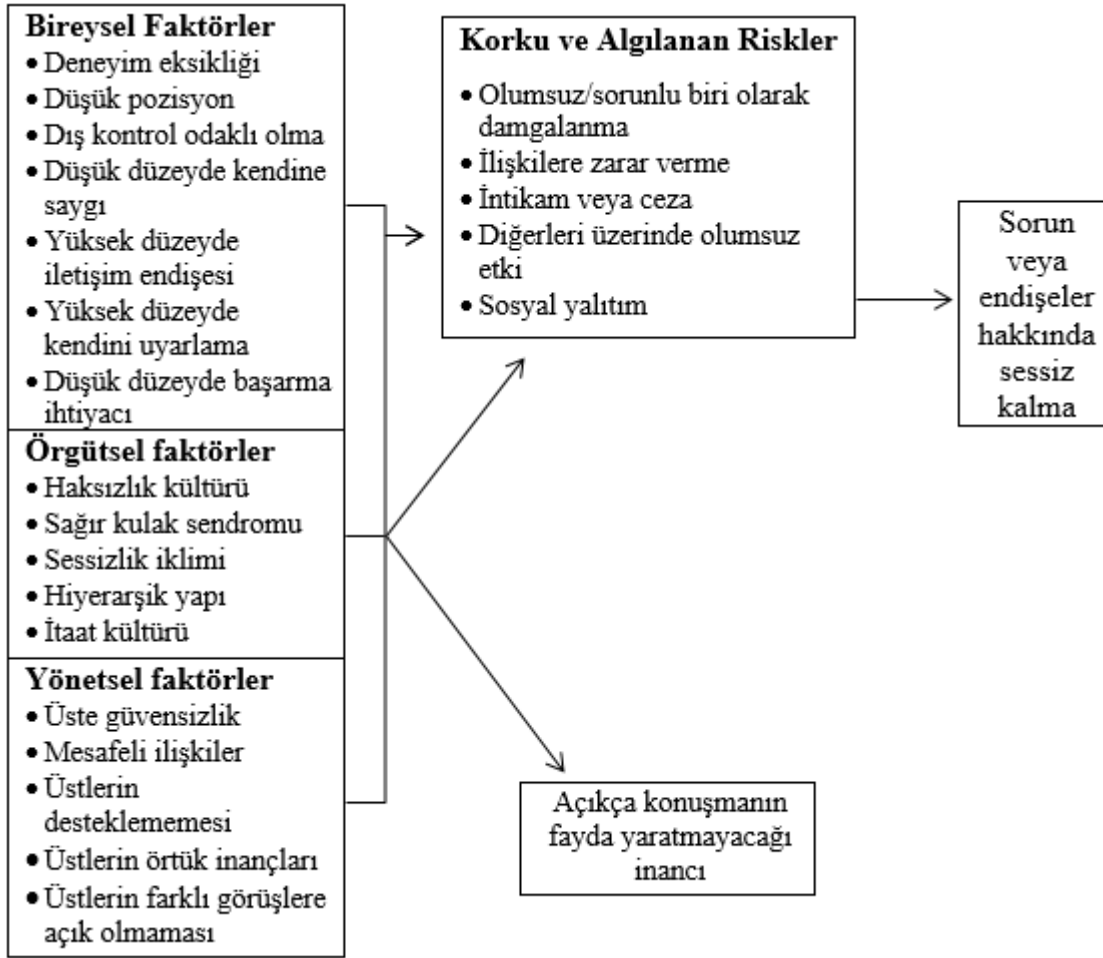 Bireysel Faktörler
• Deneyim eksikliği
• Düşük pozisyon
• Dış kontrol odaklı olma
• Düşük düzeyde kendine
saygı
• Yüksek düzeyde
iletişim endişesi
• Yüksek düzeyde
kendini uyarlama
• Düşük düzeyde başarma
ihtiyacı
Örgütsel faktörler
• Haksızlık kültürü
• Sağır kulak sendromu
• Sessizlik iklimi
• Hiyerarşik yapı
• İtaat kültürü
Yönetsel faktörler
• Üste güvensizlik
• Mesafeli ilişkiler
• Üstlerin
desteklememesi
• Üstlerin örtük inançları
• Üstlerin farklı görüşlere
açık olmaması
Korku ve Algılanan Riskler
• Olumsuz/sorunlu biri olarak
damgalanma
• İlişkilere zarar verme
• İntikam veya ceza
• Diğerleri üzerinde olumsuz
etki
• Sosyal yalıtım
Açıkça konuşmanın
fayda yaratmayacağı
inancı
Sorun
veya
endişeler
hakkında
sessiz
kalma